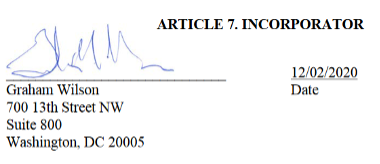 ARTICLE 7. INCORPORATOR
12/02/2020
Graham Wilson
Date
700 13th Street NW
Suite 800
Washington, DC 20005